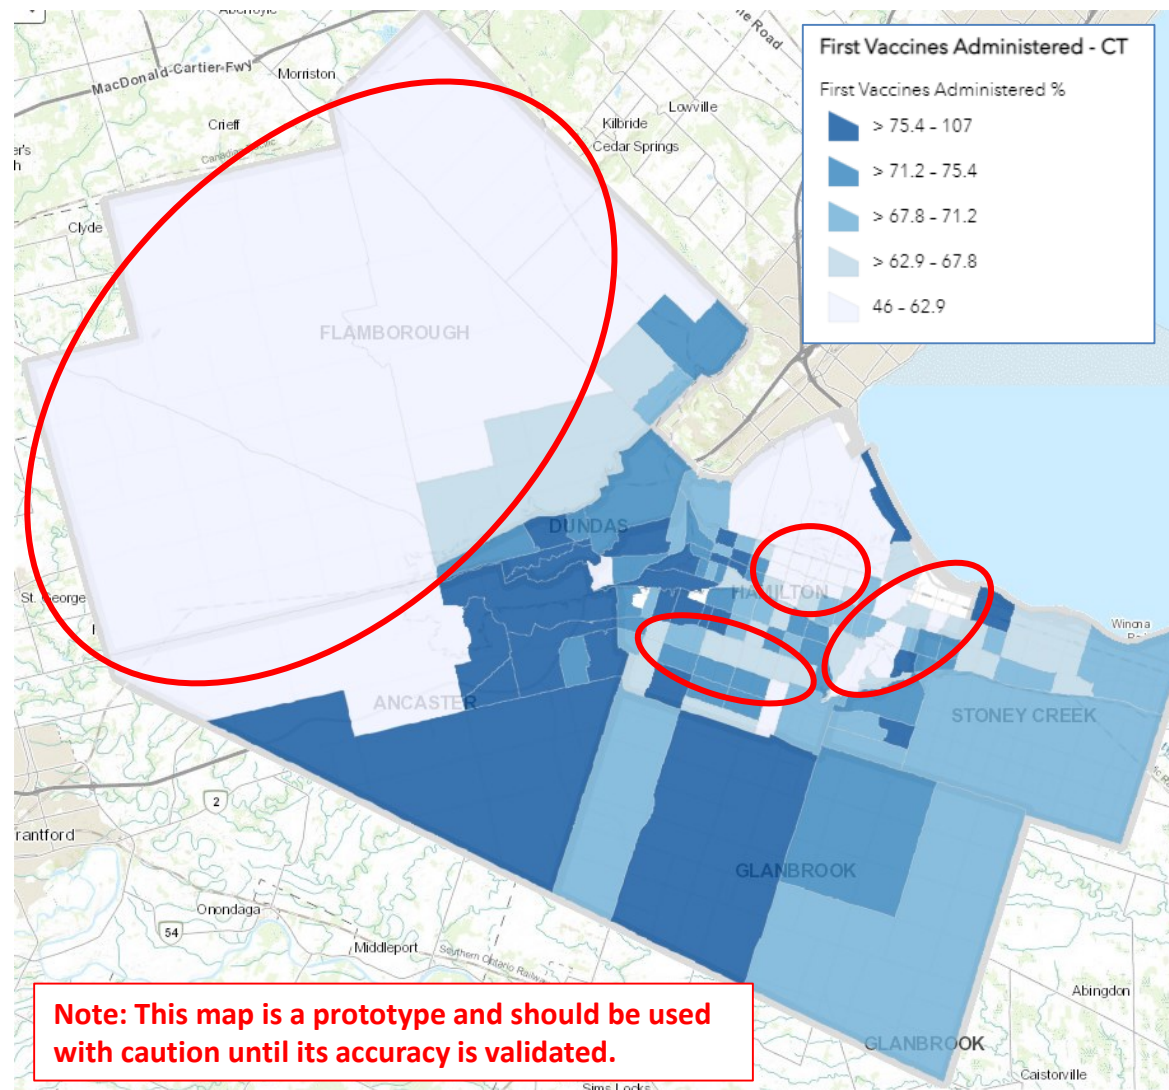 Aberfoyle
MacDonald-Cartier-Fwy
Morriston
Crieff
Lowville
Kilbride
Cedar Springs
Clyde
First Vaccines Administered - CT
First Vaccines Administered %
> 75.4 - 107
> 71.2 - 75.4
> 67.8 - 71.2
> 62.9 - 67.8
46 - 62.9
FLAMBOROUGH
DUNDAS
HAMILTON
St. George
Winona
ANCASTER
STONEY CREEK
2
rantford
GLANBROOK
Onondaga
54
Middleport
Southern Ontario Railway
Abingdon
Note: This map is a prototype and should be used
with caution until its accuracy is validated.
GLANBROOK
Caistorville
Sims Locks